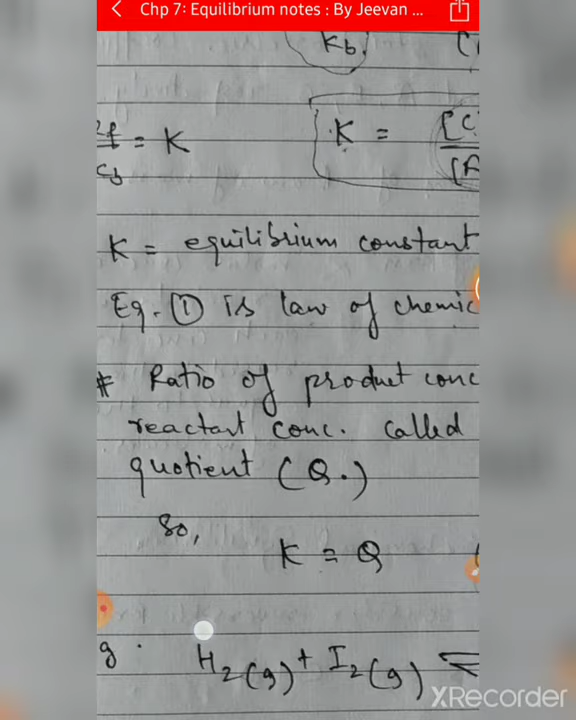 Chp 7: Equilibrium notes : By Jeevan ...
Kb
= K
K = [C
[A
K = equilibrium constant
Eq. ① is law of chemic
* Ratio of product conc
reactant conc. called
quotient (Q.)
So,
K = Q
g. H₂(g) + I₂(g) ⇌
XRecorder